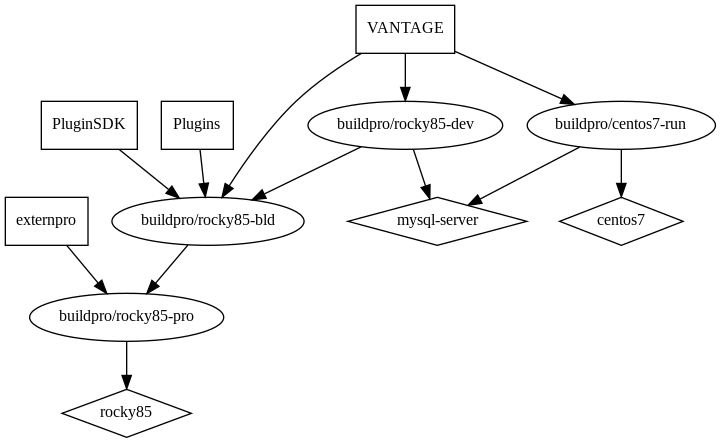 VANTAGE
PluginSDK
Plugins
buildpro/rocky85-dev
buildpro/centos7-run
externpro
buildpro/rocky85-bld
mysql-server
centos7
buildpro/rocky85-pro
rocky85